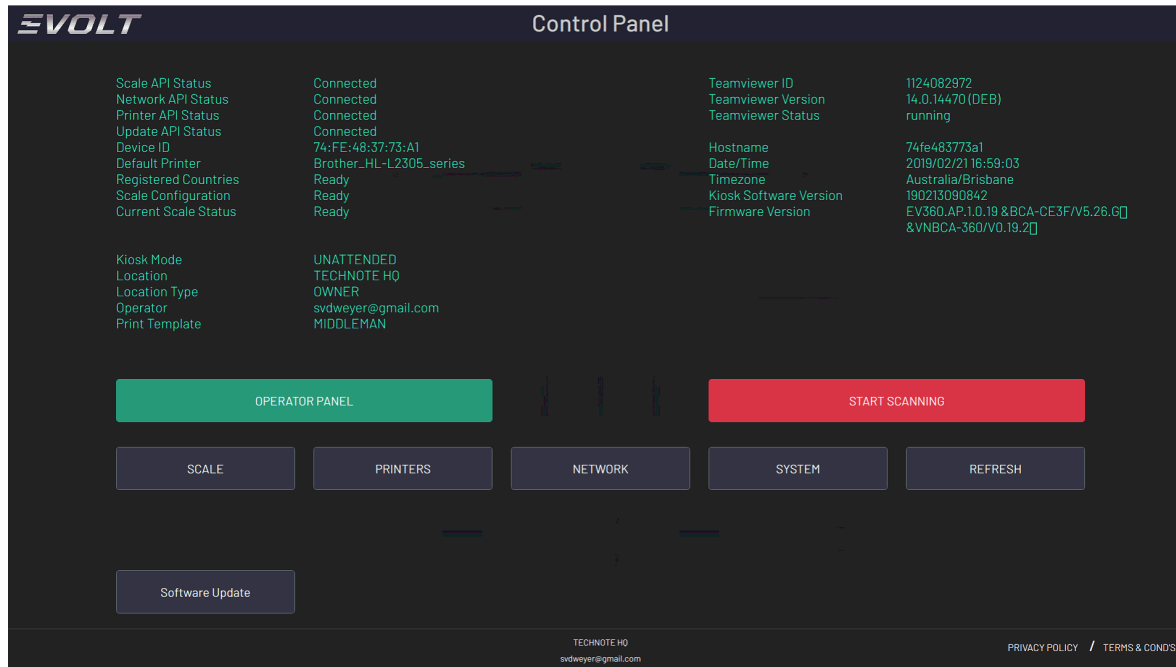 EVOLT
Control Panel
Scale API Status Connected
Network API Status Connected
Printer API Status Connected
Update API Status Connected
Device ID 74:FE:48:37:73:A1
Default Printer Brother_HL-L2305_series
Registered Countries Ready
Scale Configuration Ready
Current Scale Status Ready
Teamviewer ID 1124082972
Teamviewer Version 14.0.14470 (DEB)
Teamviewer Status running
Hostname 74fe483773a1
Date/Time 2019/02/21 16:59:03
Timezone Australia/Brisbane
Kiosk Software Version 190213090842
Firmware Version EV360.AP.1.0.19 &BCA-CE3F/V5.26.G▯
&VNBCA-360/V0.19.2▯
Kiosk Mode UNATTENDED
Location TECHNOTE HQ
Location Type OWNER
Operator svdweyer@gmail.com
Print Template MIDDLEMAN
OPERATOR PANEL
START SCANNING
SCALE
PRINTERS
NETWORK
SYSTEM
REFRESH
Software Update
TECHNOTE HQ
svdweyer@gmail.com
PRIVACY POLICY / TERMS & COND'S